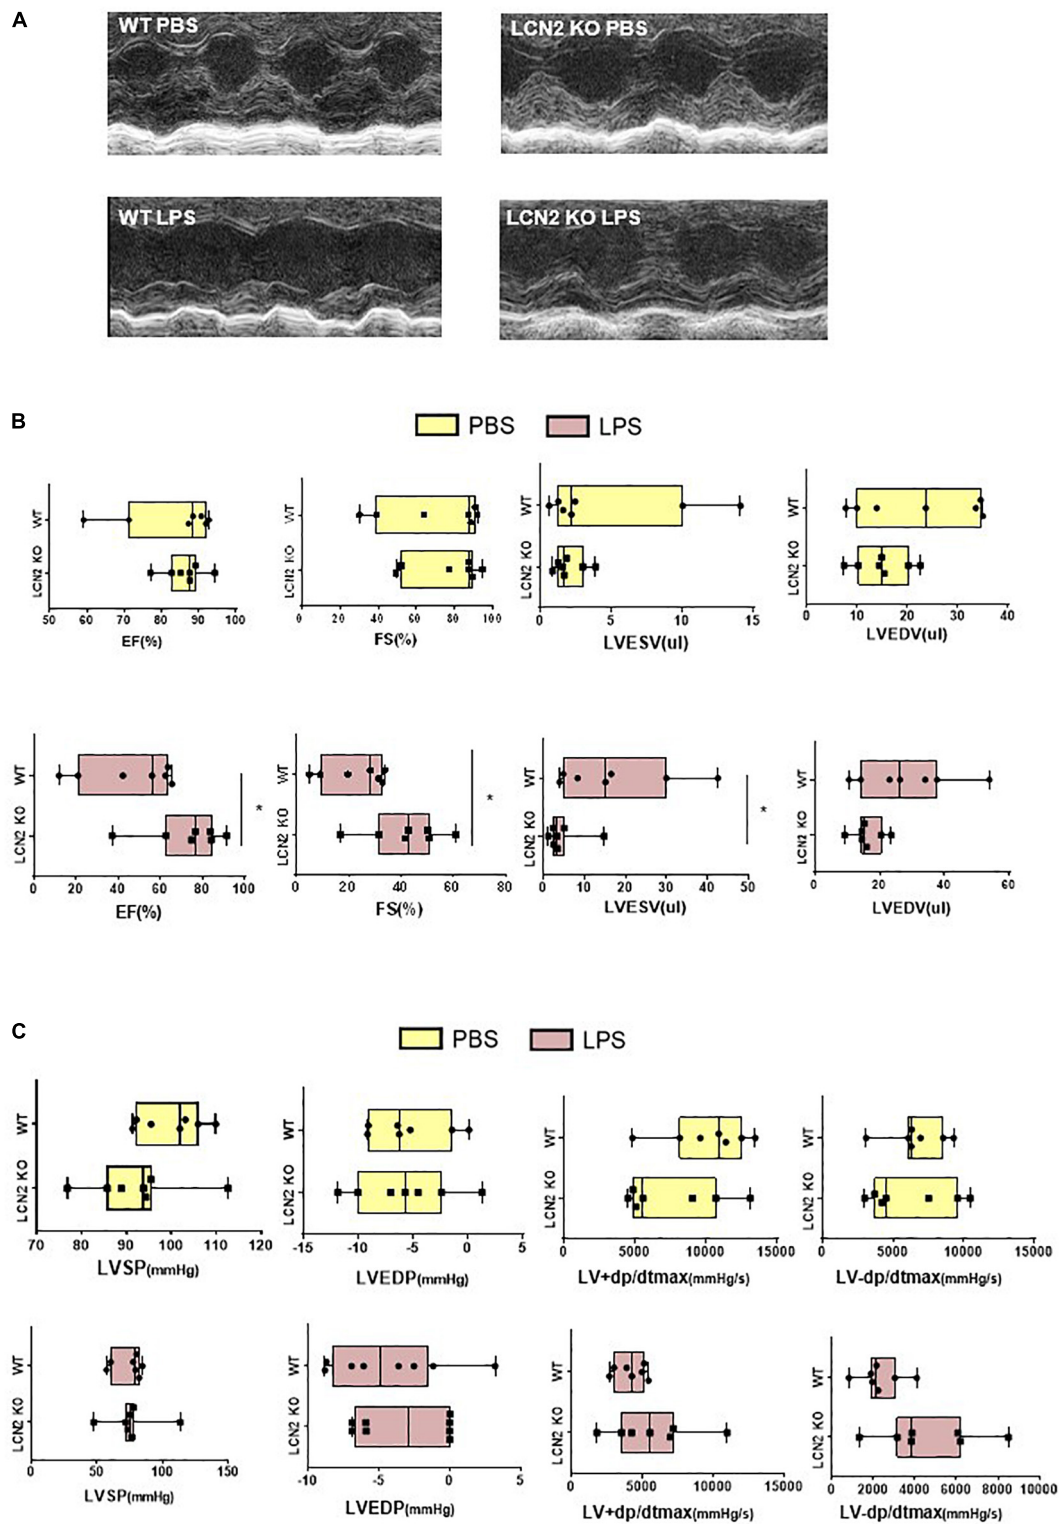 A
WT PBS
LCN2 KO PBS
WT LPS
LCN2 KO LPS
B
PBS LPS
WT
LCN2 KO
50 60 70 80 90 100
EF(%)
WT
LCN2 KO
0 20 40 60 80 100
FS(%)
WT
LCN2 KO
0 5 10 15
LVESV(ul)
WT
LCN2 KO
0 10 20 30 40
LVEDV(ul)
WT
LCN2 KO
0 20 40 60 80 100
EF(%)
*
WT
LCN2 KO
0 20 40 60 80
FS(%)
*
WT
LCN2 KO
0 10 20 30 40 50
LVESV(ul)
*
WT
LCN2 KO
0 20 40 60
LVEDV(ul)
C
PBS LPS
WT
LCN2 KO
70 80 90 100 110 120
LVSP(mmHg)
WT
LCN2 KO
-15 -10 -5 0 5
LVEDP(mmHg)
WT
LCN2 KO
0 5000 10000 15000
LV+dp/dtmax(mmHg/s)
WT
LCN2 KO
0 5000 10000 15000
LV-dp/dtmax(mmHg/s)
WT
LCN2 KO
0 50 100 150
LVSP(mmHg)
WT
LCN2 KO
-10 -5 0 5
LVEDP(mmHg)
WT
LCN2 KO
0 5000 10000 15000
LV+dp/dtmax(mmHg/s)
WT
LCN2 KO
0 2000 4000 6000 8000 10000
LV-dp/dtmax(mmHg/s)